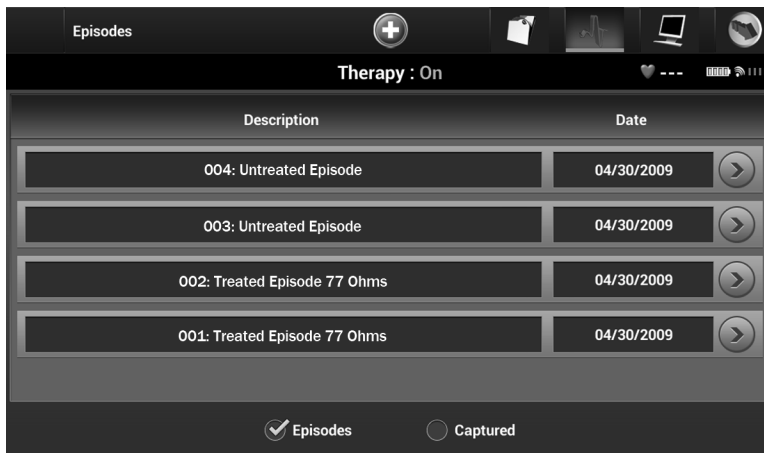 Episodes
Therapy : On ---
Description Date
004: Untreated Episode 04/30/2009
003: Untreated Episode 04/30/2009
002: Treated Episode 77 Ohms 04/30/2009
001: Treated Episode 77 Ohms 04/30/2009
Episodes Captured